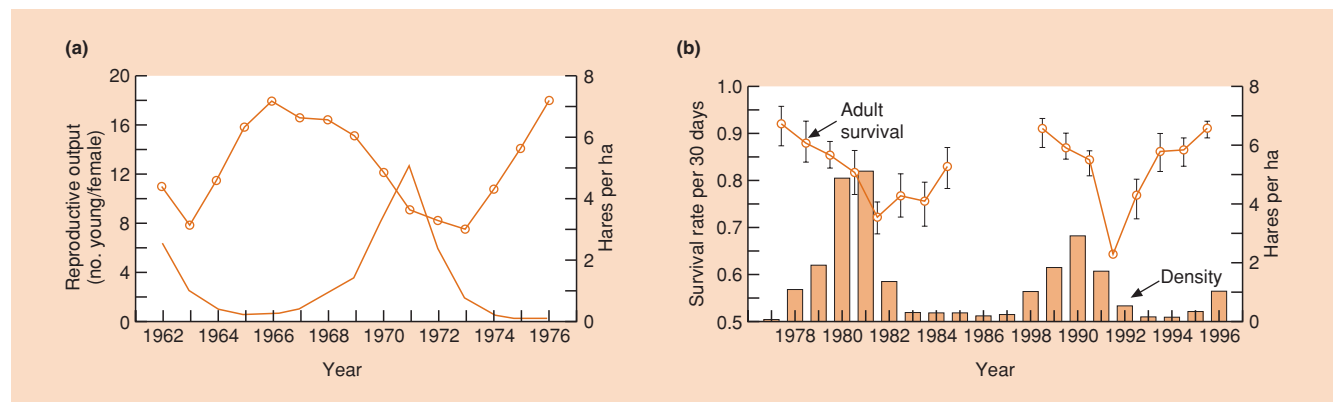 (a)
Reproductive output
(no. young/female)
20
16
12
8
4
0
8
6
4
2
0
Hares per ha
1962 1964 1966 1968 1970 1972 1974 1976
Year
(b)
Survival rate per 30 days
1.0
0.9
0.8
0.7
0.6
0.5
Adult
survival
Density
8
6
4
2
0
Hares per ha
1978 1980 1982 1984 1986 1998 1990 1992 1994 1996
Year